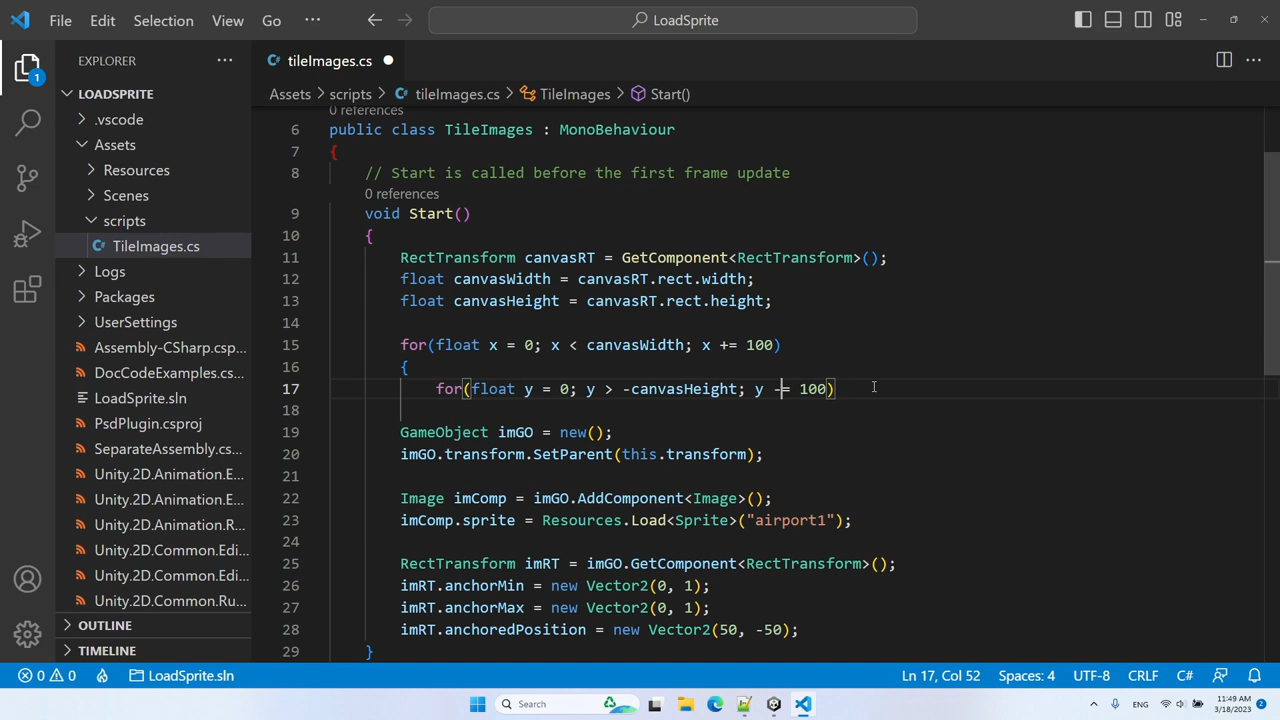 File Edit Selection View Go ··· LoadSprite
EXPLORER ···
tileImages.cs
LOADSPRITE
Assets > scripts > tileImages.cs > TileImages > Start()
.vscode
Assets
Resources
Scenes
scripts
TileImages.cs
Logs
Packages
UserSettings
Assembly-CSharp.csp...
DocCodeExamples.cs...
LoadSprite.sln
PsdPlugin.csproj
SeparateAssembly.cs...
Unity.2D.Animation.E...
Unity.2D.Animation.E...
Unity.2D.Animation.R...
Unity.2D.Common.Edi...
Unity.2D.Common.Edi...
Unity.2D.Common.Ru...
OUTLINE
TIMELINE
1
0 references
6 public class TileImages : MonoBehaviour
7 {
8 // Start is called before the first frame update
0 references
9 void Start()
10 {
11 RectTransform canvasRT = GetComponent<RectTransform>();
12 float canvasWidth = canvasRT.rect.width;
13 float canvasHeight = canvasRT.rect.height;
14
15 for(float x = 0; x < canvasWidth; x += 100)
16 {
17 for(float y = 0; y > -canvasHeight; y -= 100)
18
19 GameObject imGO = new();
20 imGO.transform.SetParent(this.transform);
21
22 Image imComp = imGO.AddComponent<Image>();
23 imComp.sprite = Resources.Load<Sprite>("airport1");
24
25 RectTransform imRT = imGO.GetComponent<RectTransform>();
26 imRT.anchorMin = new Vector2(0, 1);
27 imRT.anchorMax = new Vector2(0, 1);
28 imRT.anchoredPosition = new Vector2(50, -50);
29 }
0 0 LoadSprite.sln Ln 17, Col 52 Spaces: 4 UTF-8 CRLF C#
Search ENG 11:49 AM
3/18/2023 2